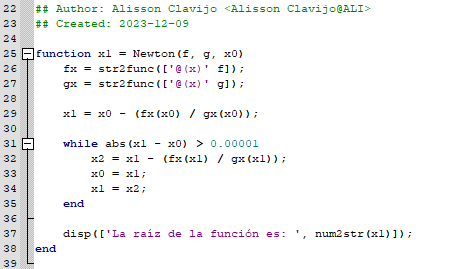 22 ## Author: Alisson Clavijo <Alisson Clavijo@ALI>
23 ## Created: 2023-12-09
24
25 function x1 = Newton(f, g, x0)
26 fx = str2func(['@(x)' f]);
27 gx = str2func(['@(x)' g]);
28
29 x1 = x0 - (fx(x0) / gx(x0));
30
31 while abs(x1 - x0) > 0.00001
32 x2 = x1 - (fx(x1) / gx(x1));
33 x0 = x1;
34 x1 = x2;
35 end
36
37 disp(['La raíz de la función es: ', num2str(x1)]);
38 end
39